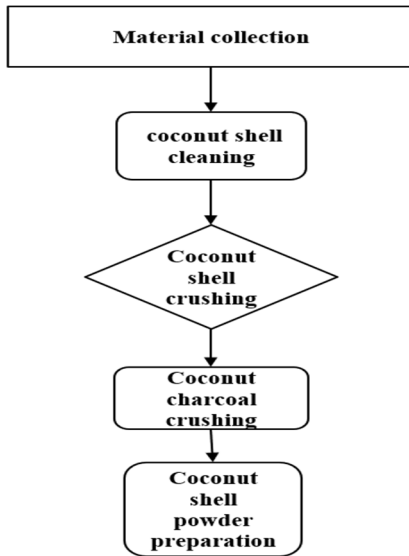 Material collection
coconut shell
cleaning
Coconut
shell
crushing
Coconut
charcoal
crushing
Coconut
shell
powder
preparation